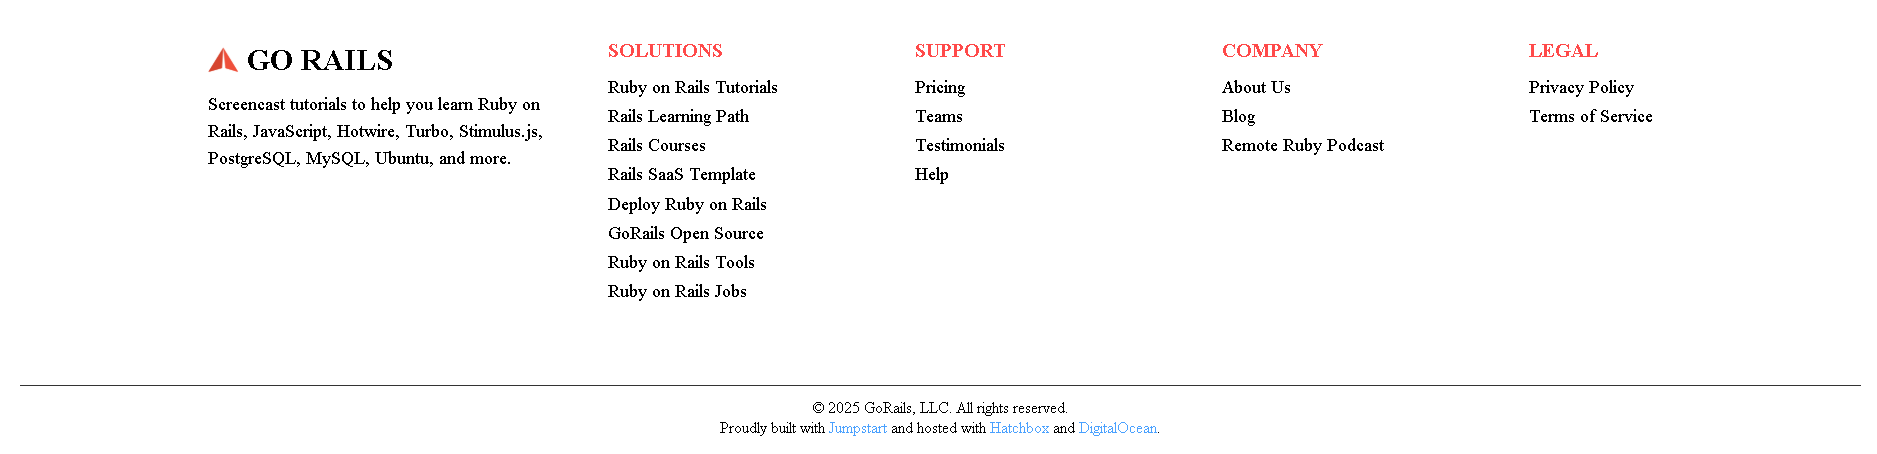 GO RAILS
Screencast tutorials to help you learn Ruby on
Rails, JavaScript, Hotwire, Turbo, Stimulus.js,
PostgreSQL, MySQL, Ubuntu, and more.
SOLUTIONS
Ruby on Rails Tutorials
Rails Learning Path
Rails Courses
Rails SaaS Template
Deploy Ruby on Rails
GoRails Open Source
Ruby on Rails Tools
Ruby on Rails Jobs
SUPPORT
Pricing
Teams
Testimonials
Help
COMPANY
About Us
Blog
Remote Ruby Podcast
LEGAL
Privacy Policy
Terms of Service
© 2025 GoRails, LLC. All rights reserved.
Proudly built with Jumpstart and hosted with Hatchbox and DigitalOcean.